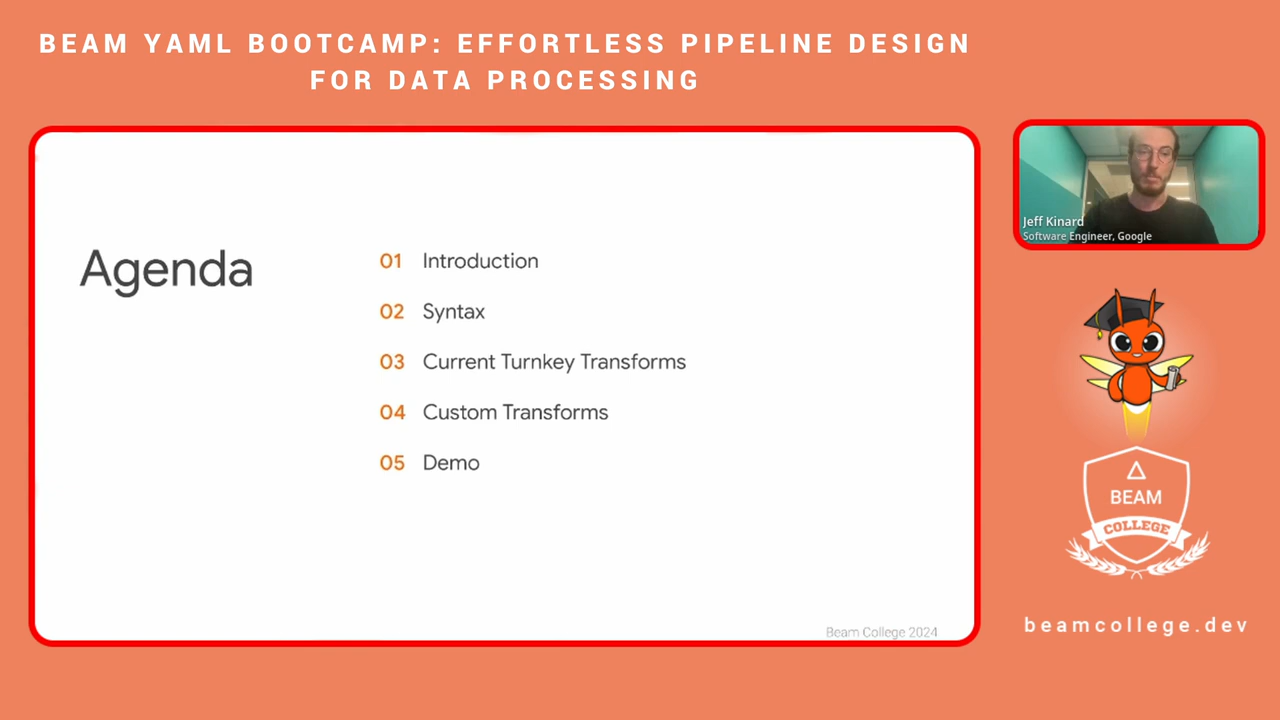 BEAM YAML BOOTCAMP: EFFORTLESS PIPELINE DESIGN
FOR DATA PROCESSING
Agenda
01 Introduction
02 Syntax
03 Current Turnkey Transforms
04 Custom Transforms
05 Demo
Beam College 2024
Jeff Kinard
Software Engineer, Google
BEAM
COLLEGE
beamcollege.dev